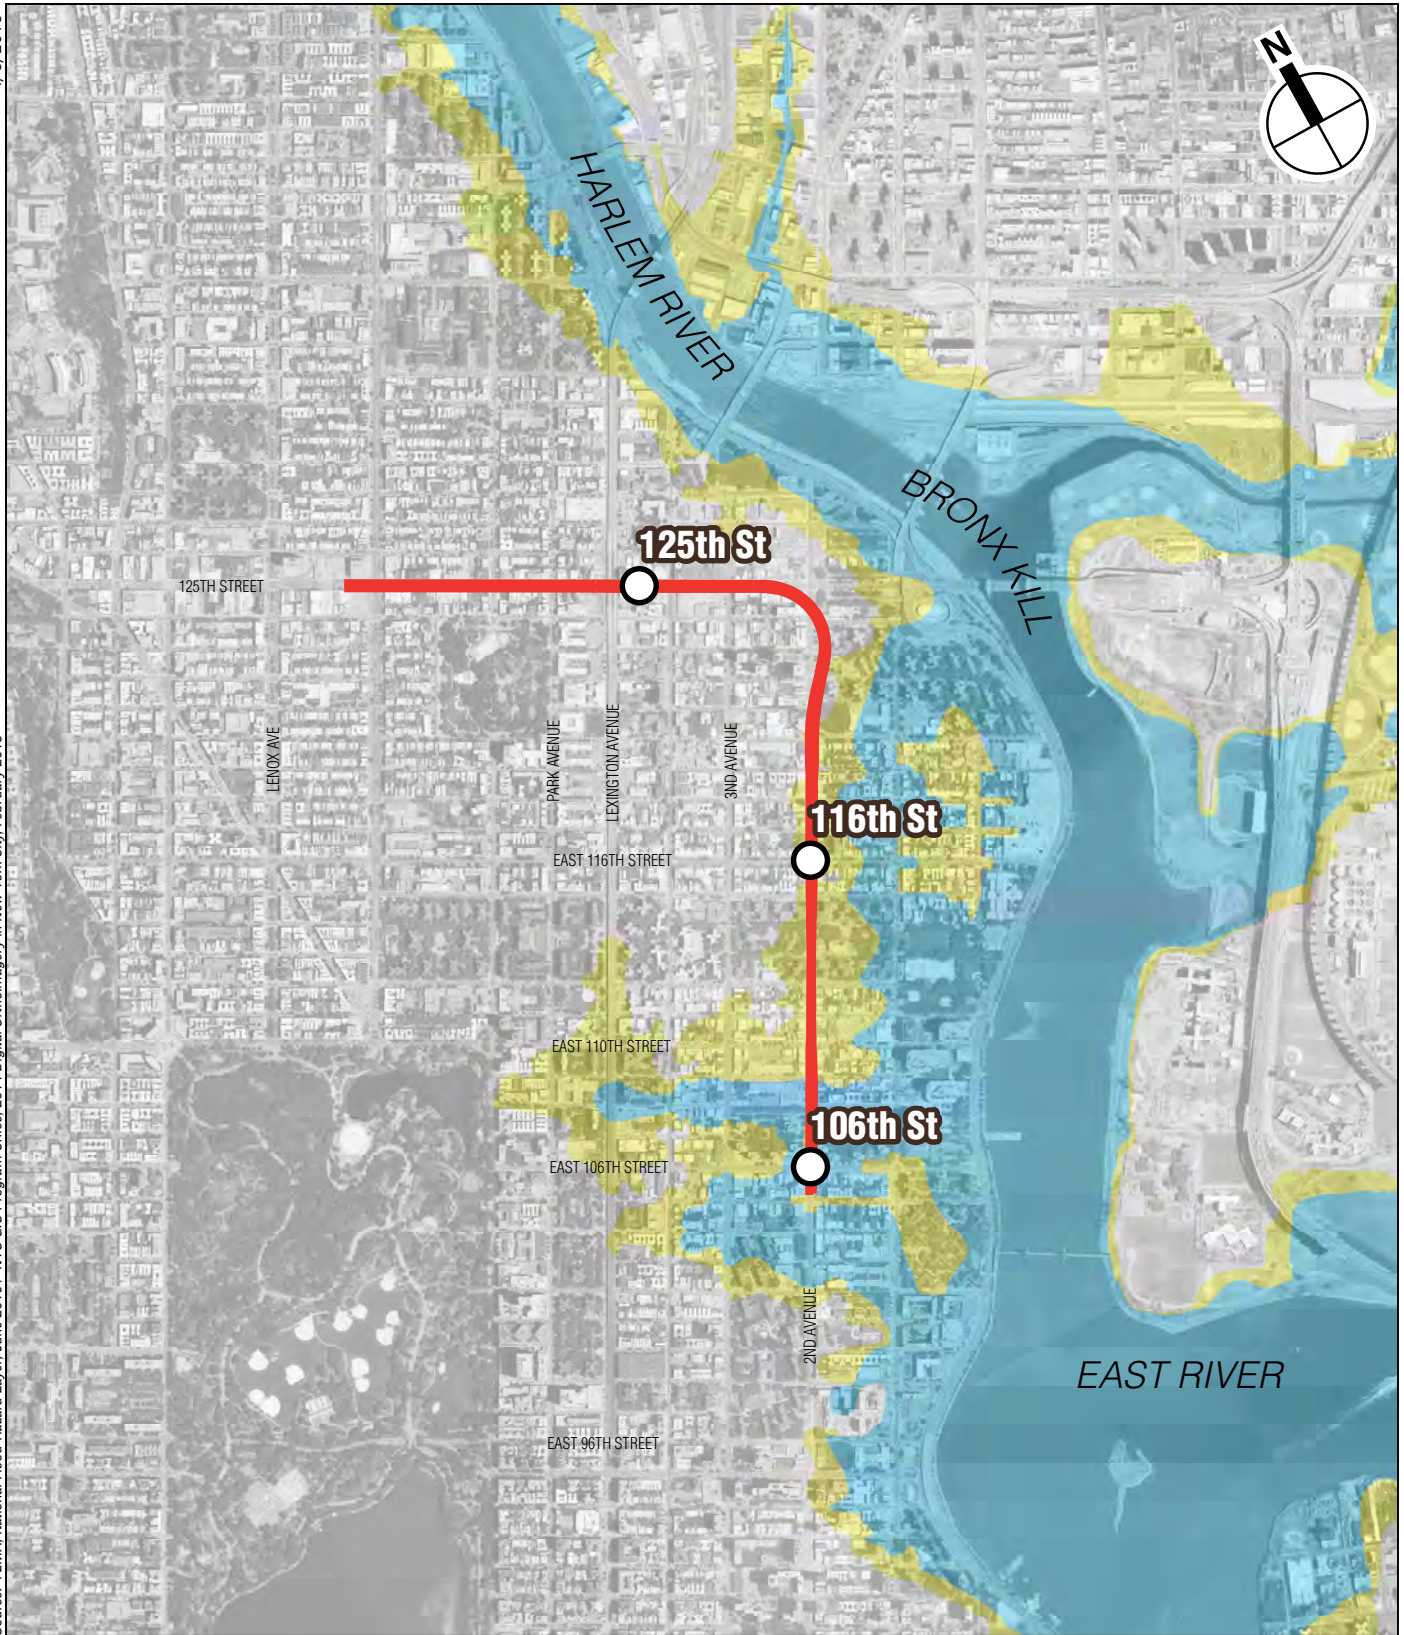 N
HARLEM RIVER
BRONX KILL
125th St
125TH STREET
LENOX AVE
PARK AVENUE
LEXINGTON AVENUE
3ND AVENUE
116th St
EAST 116TH STREET
EAST 110TH STREET
106th St
EAST 106TH STREET
2ND AVENUE
EAST RIVER
EAST 96TH STREET